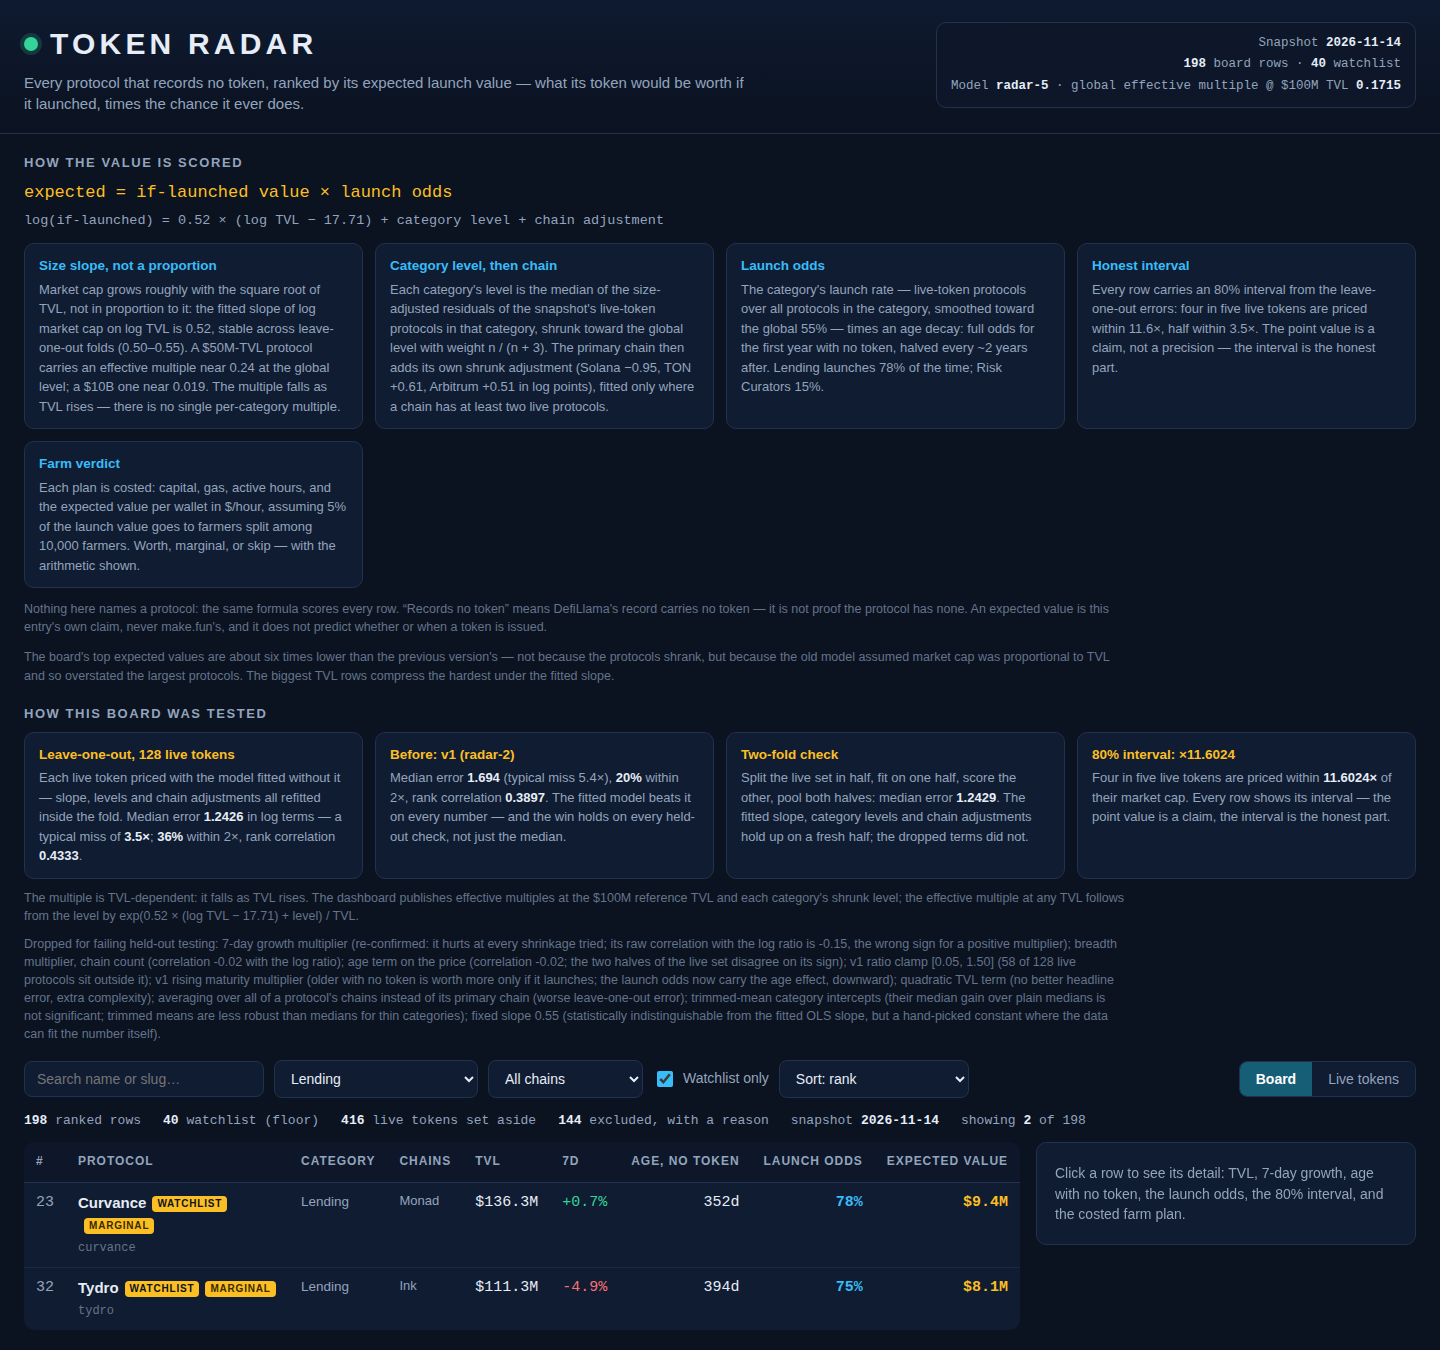 TOKEN RADAR
Every protocol that records no token, ranked by its expected launch value — what its token would be worth if
it launched, times the chance it ever does.
Snapshot 2026-11-14
198 board rows · 40 watchlist
Model radar-5 · global effective multiple @ $100M TVL 0.1715
HOW THE VALUE IS SCORED
expected = if-launched value × launch odds
log(if-launched) = 0.52 × (log TVL − 17.71) + category level + chain adjustment
Size slope, not a proportion
Market cap grows roughly with the square root of
TVL, not in proportion to it: the fitted slope of log
market cap on log TVL is 0.52, stable across leave-
one-out folds (0.50–0.55). A $50M-TVL protocol
carries an effective multiple near 0.24 at the global
level; a $10B one near 0.019. The multiple falls as
TVL rises — there is no single per-category multiple.
Category level, then chain
Each category's level is the median of the size-
adjusted residuals of the snapshot's live-token
protocols in that category, shrunk toward the global
level with weight n / (n + 3). The primary chain then
adds its own shrunk adjustment (Solana −0.95, TON
+0.61, Arbitrum +0.51 in log points), fitted only where
a chain has at least two live protocols.
Launch odds
The category's launch rate — live-token protocols
over all protocols in the category, smoothed toward
the global 55% — times an age decay: full odds for
the first year with no token, halved every ~2 years
after. Lending launches 78% of the time; Risk
Curators 15%.
Honest interval
Every row carries an 80% interval from the leave-
one-out errors: four in five live tokens are priced
within 11.6×, half within 3.5×. The point value is a
claim, not a precision — the interval is the honest
part.
Farm verdict
Each plan is costed: capital, gas, active hours, and
the expected value per wallet in $/hour, assuming 5%
of the launch value goes to farmers split among
10,000 farmers. Worth, marginal, or skip — with the
arithmetic shown.
Nothing here names a protocol: the same formula scores every row. “Records no token” means DefiLlama's record carries no token — it is not proof the protocol has none. An expected value is this
entry's own claim, never make.fun's, and it does not predict whether or when a token is issued.
The board's top expected values are about six times lower than the previous version's — not because the protocols shrank, but because the old model assumed market cap was proportional to TVL
and so overstated the largest protocols. The biggest TVL rows compress the hardest under the fitted slope.
HOW THIS BOARD WAS TESTED
Leave-one-out, 128 live tokens
Each live token priced with the model fitted without it
— slope, levels and chain adjustments all refitted
inside the fold. Median error 1.2426 in log terms — a
typical miss of 3.5×; 36% within 2×, rank correlation
0.4333.
Before: v1 (radar-2)
Median error 1.694 (typical miss 5.4×), 20% within
2×, rank correlation 0.3897. The fitted model beats it
on every number — and the win holds on every held-
out check, not just the median.
Two-fold check
Split the live set in half, fit on one half, score the
other, pool both halves: median error 1.2429. The
fitted slope, category levels and chain adjustments
hold up on a fresh half; the dropped terms did not.
80% interval: ×11.6024
Four in five live tokens are priced within 11.6024× of
their market cap. Every row shows its interval — the
point value is a claim, the interval is the honest part.
The multiple is TVL-dependent: it falls as TVL rises. The dashboard publishes effective multiples at the $100M reference TVL and each category's shrunk level; the effective multiple at any TVL follows
from the level by exp(0.52 × (log TVL − 17.71) + level) / TVL.
Dropped for failing held-out testing: 7-day growth multiplier (re-confirmed: it hurts at every shrinkage tried; its raw correlation with the log ratio is -0.15, the wrong sign for a positive multiplier); breadth
multiplier, chain count (correlation -0.02 with the log ratio); age term on the price (correlation -0.02; the two halves of the live set disagree on its sign); v1 ratio clamp [0.05, 1.50] (58 of 128 live
protocols sit outside it); v1 rising maturity multiplier (older with no token is worth more only if it launches; the launch odds now carry the age effect, downward); quadratic TVL term (no better headline
error, extra complexity); averaging over all of a protocol's chains instead of its primary chain (worse leave-one-out error); trimmed-mean category intercepts (their median gain over plain medians is
not significant; trimmed means are less robust than medians for thin categories); fixed slope 0.55 (statistically indistinguishable from the fitted OLS slope, but a hand-picked constant where the data
can fit the number itself).
Search name or slug… Lending All chains Watchlist only Sort: rank Board Live tokens
198 ranked rows 40 watchlist (floor) 416 live tokens set aside 144 excluded, with a reason snapshot 2026-11-14 showing 2 of 198
# PROTOCOL CATEGORY CHAINS TVL 7D AGE, NO TOKEN LAUNCH ODDS EXPECTED VALUE
23 Curvance WATCHLIST Lending Monad $136.3M +0.7% 352d 78% $9.4M
MARGINAL
curvance
32 Tydro WATCHLIST MARGINAL Lending Ink $111.3M -4.9% 394d 75% $8.1M
tydro
Click a row to see its detail: TVL, 7-day growth, age
with no token, the launch odds, the 80% interval, and
the costed farm plan.